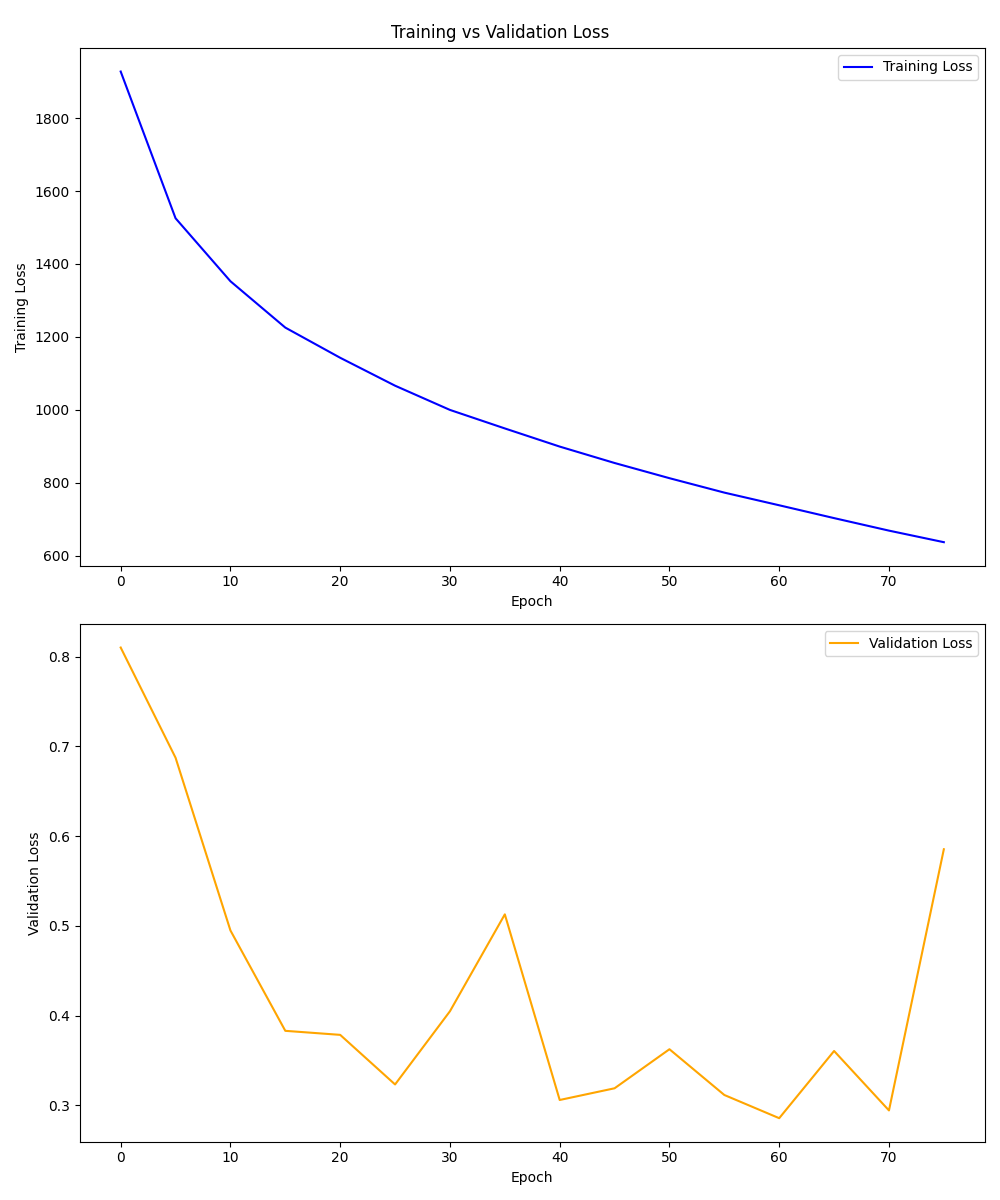 Training vs Validation Loss
Training Loss
1800
1600
1400
1200
1000
800
600
Training Loss
0 10 20 30 40 50 60 70
Epoch
Validation Loss
0.8
0.7
0.6
0.5
0.4
0.3
Validation Loss
0 10 20 30 40 50 60 70
Epoch